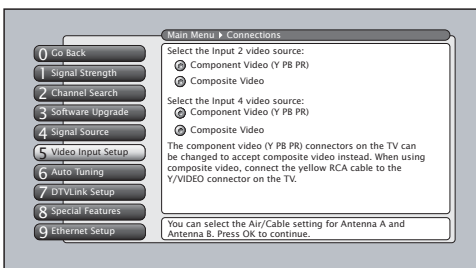 Main Menu ▶ Connections
0 Go Back
1 Signal Strength
2 Channel Search
3 Software Upgrade
4 Signal Source
5 Video Input Setup
6 Auto Tuning
7 DTVLink Setup
8 Special Features
9 Ethernet Setup
Select the Input 2 video source:
Component Video (Y PB PR)
Composite Video
Select the Input 4 video source:
Component Video (Y PB PR)
Composite Video
The component video (Y PB PR) connectors on the TV can
be changed to accept composite video instead. When using
composite video, connect the yellow RCA cable to the
Y/VIDEO connector on the TV.
You can select the Air/Cable setting for Antenna A and
Antenna B. Press OK to continue.